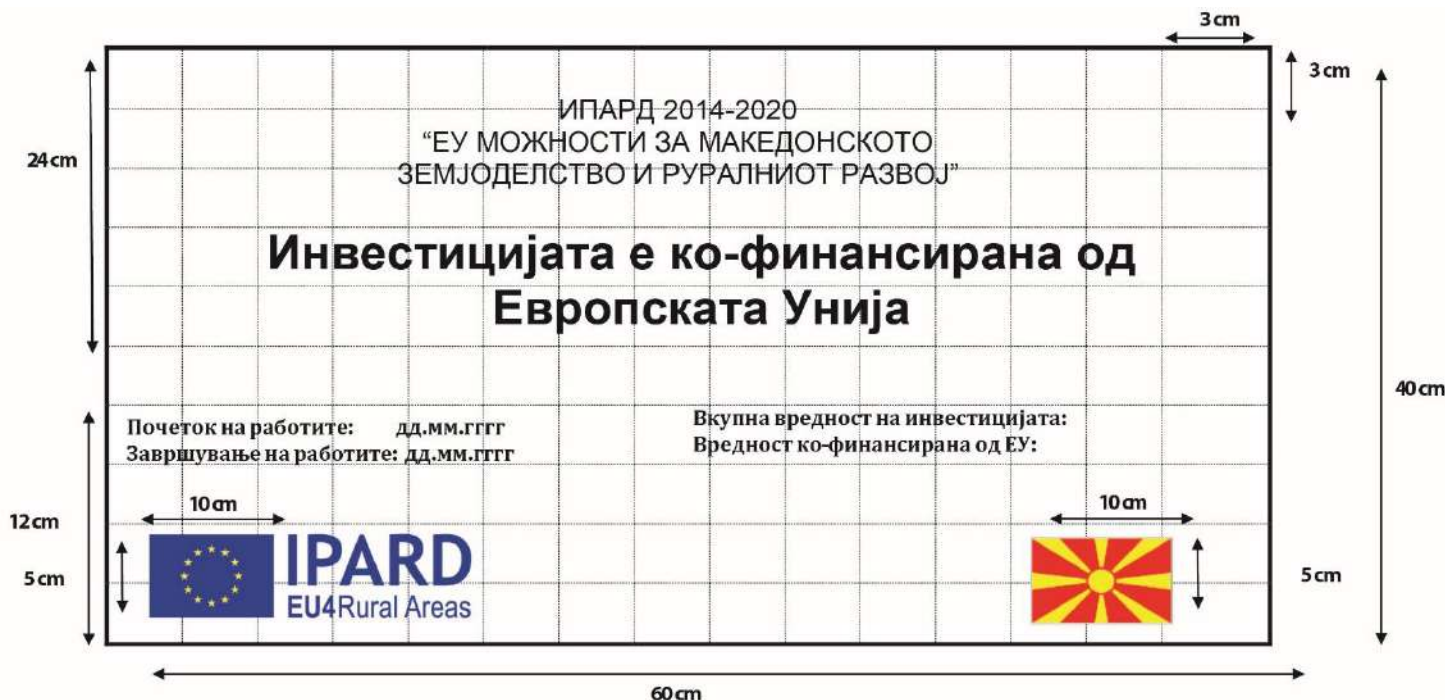 3cm
3cm
ИПАРД 2014-2020
“ЕУ МОЖНОСТИ ЗА МАКЕДОНСКОТО
ЗЕМЈОДЕЛСТВО И РУРАЛНИОТ РАЗВОЈ”
24cm
Инвестицијата е ко-финансирана од
Европската Унија
40cm
Почеток на работите: дд.мм.гггг
Завршување на работите: дд.мм.гггг
Вкупна вредност на инвестицијата:
Вредност ко-финансирана од ЕУ:
10cm
10cm
12cm
5cm
IPARD
EU4Rural Areas
5cm
60cm